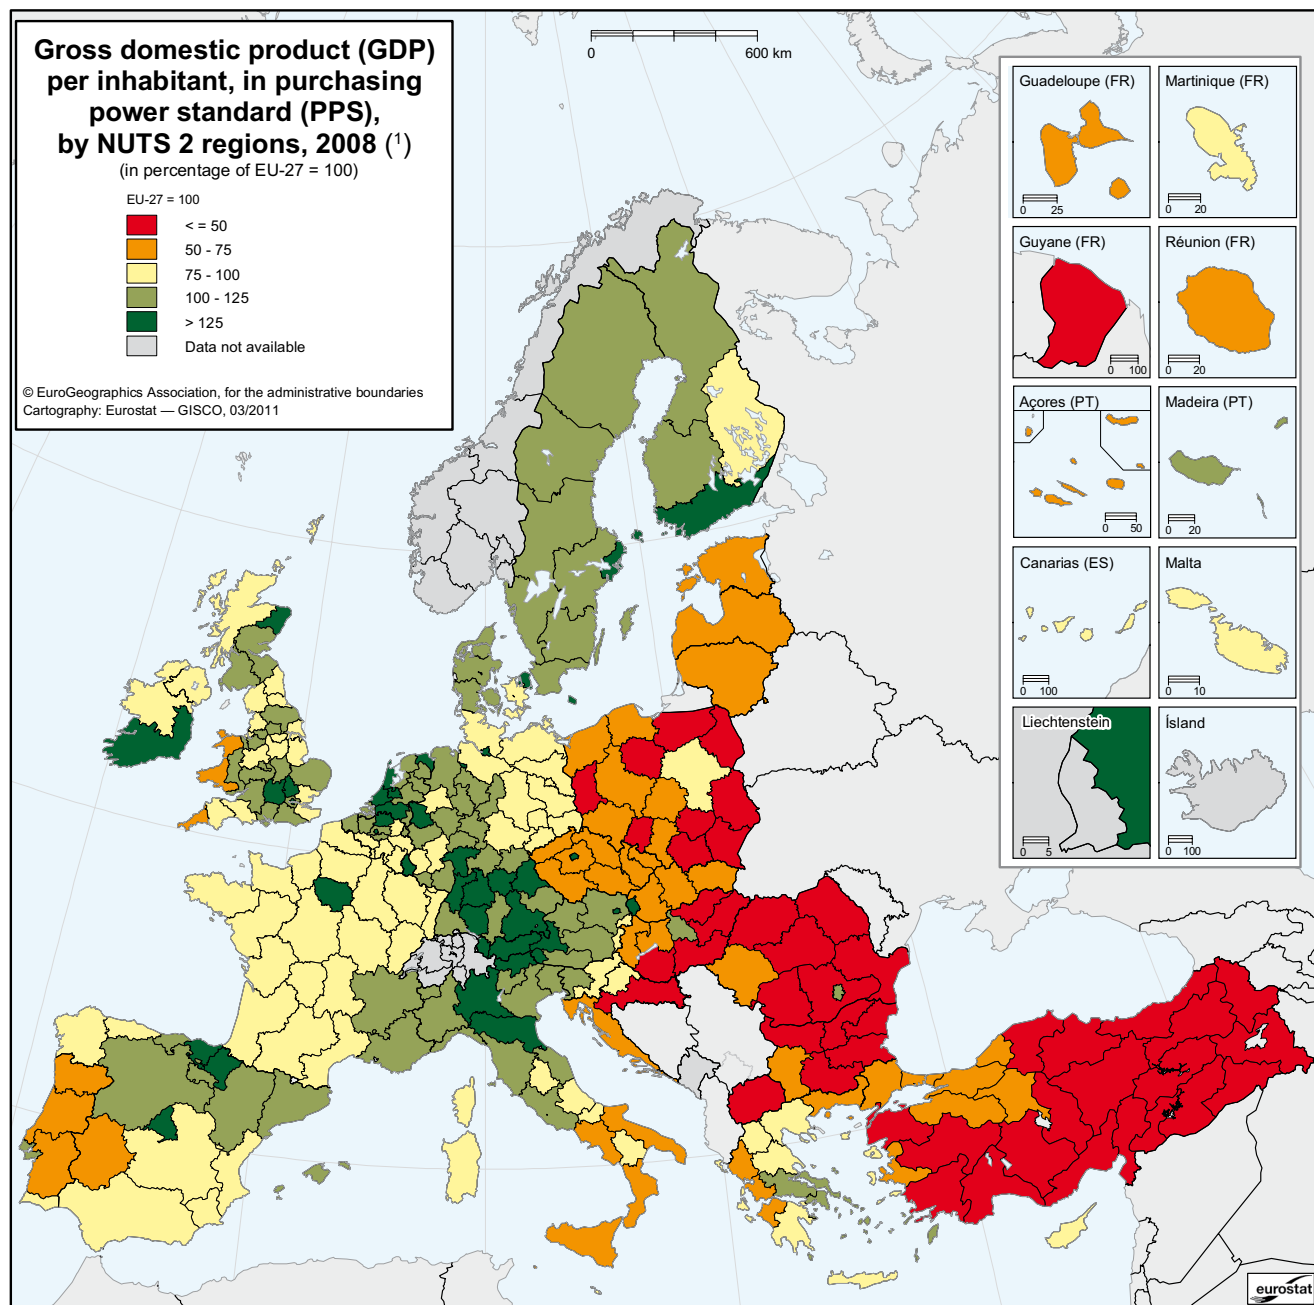 Gross domestic product (GDP)
per inhabitant, in purchasing
power standard (PPS),
by NUTS 2 regions, 2008 (¹)
(in percentage of EU-27 = 100)
EU-27 = 100
< = 50
50 - 75
75 - 100
100 - 125
> 125
Data not available
© EuroGeographics Association, for the administrative boundaries
Cartography: Eurostat — GISCO, 03/2011
0 600 km
Guadeloupe (FR)
0 25
Martinique (FR)
0 20
Guyane (FR)
0 100
Réunion (FR)
0 20
Açores (PT)
0 50
Madeira (PT)
0 20
Canarias (ES)
0 100
Malta
0 10
Liechtenstein
0 5
Ísland
0 100
eurostat